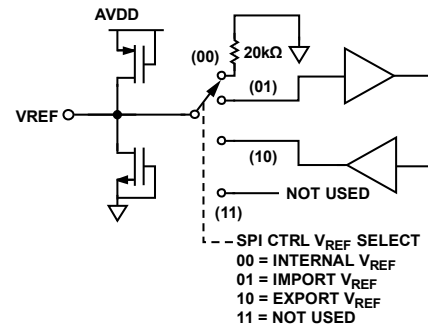 AVDD
(00)
20kΩ
(01)
VREF
(10)
NOT USED
(11)
SPI CTRL VREF SELECT
00 = INTERNAL VREF
01 = IMPORT VREF
10 = EXPORT VREF
11 = NOT USED